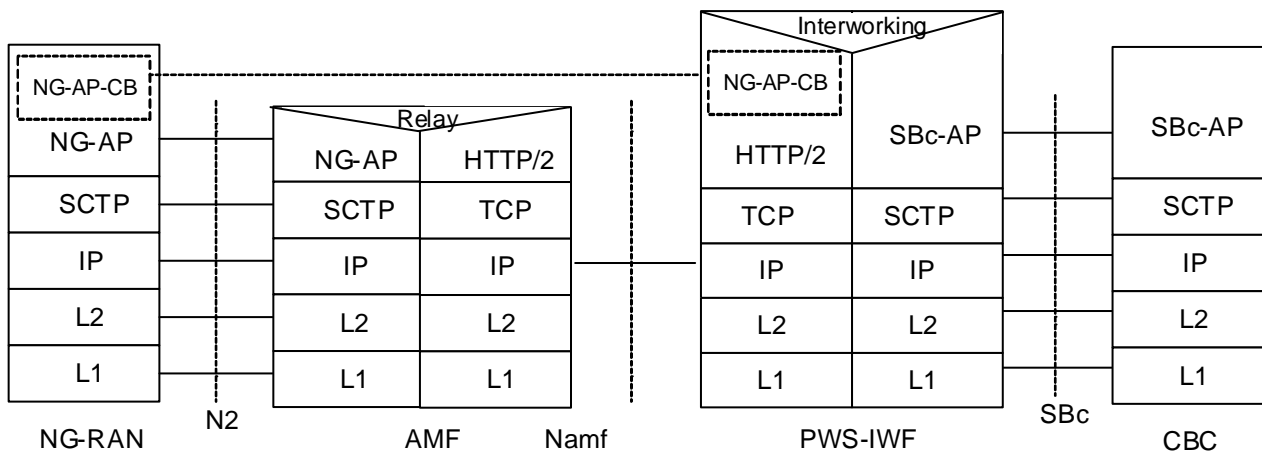 Interworking
NG-AP-CB
NG-AP-CB
Relay
NG-AP
NG-AP
HTTP/2
HTTP/2
SBc-AP
SBc-AP
SCTP
SCTP
TCP
TCP
SCTP
SCTP
IP
IP
IP
IP
IP
IP
L2
L2
L2
L2
L2
L2
L1
L1
L1
L1
L1
L1
N2
SBc
NG-RAN
AMF
Namf
PWS-IWF
CBC